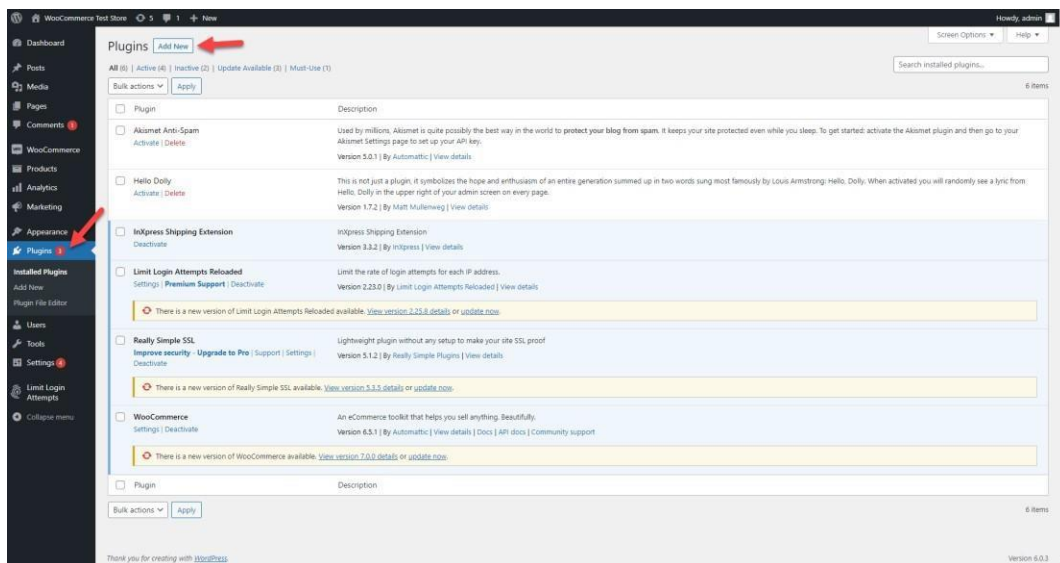 WooCommerce Test Store 5 1 + New
Howdy, admin
Screen Options ▼ Help ▼
Dashboard
Posts
Media
Pages
Comments 1
WooCommerce
Products
Analytics
Marketing
Appearance
Plugins 3
Installed Plugins
Add New
Plugin File Editor
Users
Tools
Settings 4
Limit Login
Attempts
Collapse menu
Plugins Add New
All (6) | Active (4) | Inactive (2) | Update Available (3) | Must-Use (1)
Search installed plugins...
Bulk actions Apply
6 items
Plugin Description
Akismet Anti-Spam
Activate | Delete
Used by millions, Akismet is quite possibly the best way in the world to protect your blog from spam. It keeps your site protected even while you sleep. To get started: activate the Akismet plugin and then go to your
Akismet Settings page to set up your API key.
Version 5.0.1 | By Automattic | View details
Hello Dolly
Activate | Delete
This is not just a plugin, it symbolizes the hope and enthusiasm of an entire generation summed up in two words sung most famously by Louis Armstrong: Hello, Dolly. When activated you will randomly see a lyric from
Hello, Dolly in the upper right of your admin screen on every page.
Version 1.7.2 | By Matt Mullenweg | View details
InXpress Shipping Extension
Deactivate
InXpress Shipping Extension
Version 3.3.2 | By InXpress | View details
Limit Login Attempts Reloaded
Settings | Premium Support | Deactivate
Limit the rate of login attempts for each IP address.
Version 2.23.0 | By Limit Login Attempts Reloaded | View details
There is a new version of Limit Login Attempts Reloaded available. View version 2.25.8 details or update now.
Really Simple SSL
Improve security - Upgrade to Pro | Support | Settings |
Deactivate
Lightweight plugin without any setup to make your site SSL proof
Version 5.1.2 | By Really Simple Plugins | View details
There is a new version of Really Simple SSL available. View version 5.3.5 details or update now.
WooCommerce
Settings | Deactivate
An eCommerce toolkit that helps you sell anything. Beautifully.
Version 6.5.1 | By Automattic | View details | Docs | API docs | Community support
There is a new version of WooCommerce available. View version 7.0.0 details or update now.
Plugin Description
Bulk actions Apply
6 items
Thank you for creating with WordPress.
Version 6.0.3